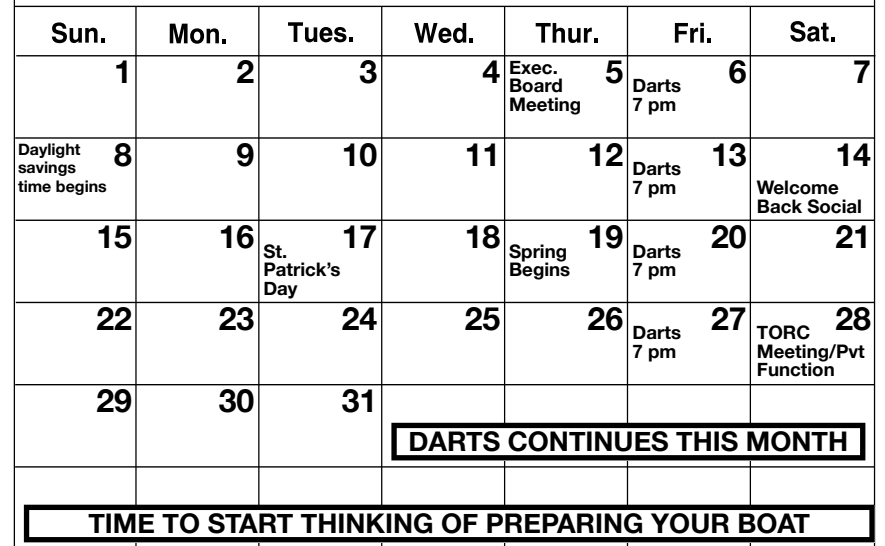 Sun. Mon. Tues. Wed. Thur. Fri. Sat.
1 2 3 4 5 6 7
Exec.
Board
Meeting
Darts
7 pm
8 9 10 11 12 13 14
Daylight
savings
time begins
Darts
7 pm
Welcome
Back Social
15 16 17 18 19 20 21
St.
Patrick's
Day
Spring
Begins
Darts
7 pm
22 23 24 25 26 27 28
Darts
7 pm
TORC
Meeting/Pvt
Function
29 30 31
DARTS CONTINUES THIS MONTH
TIME TO START THINKING OF PREPARING YOUR BOAT